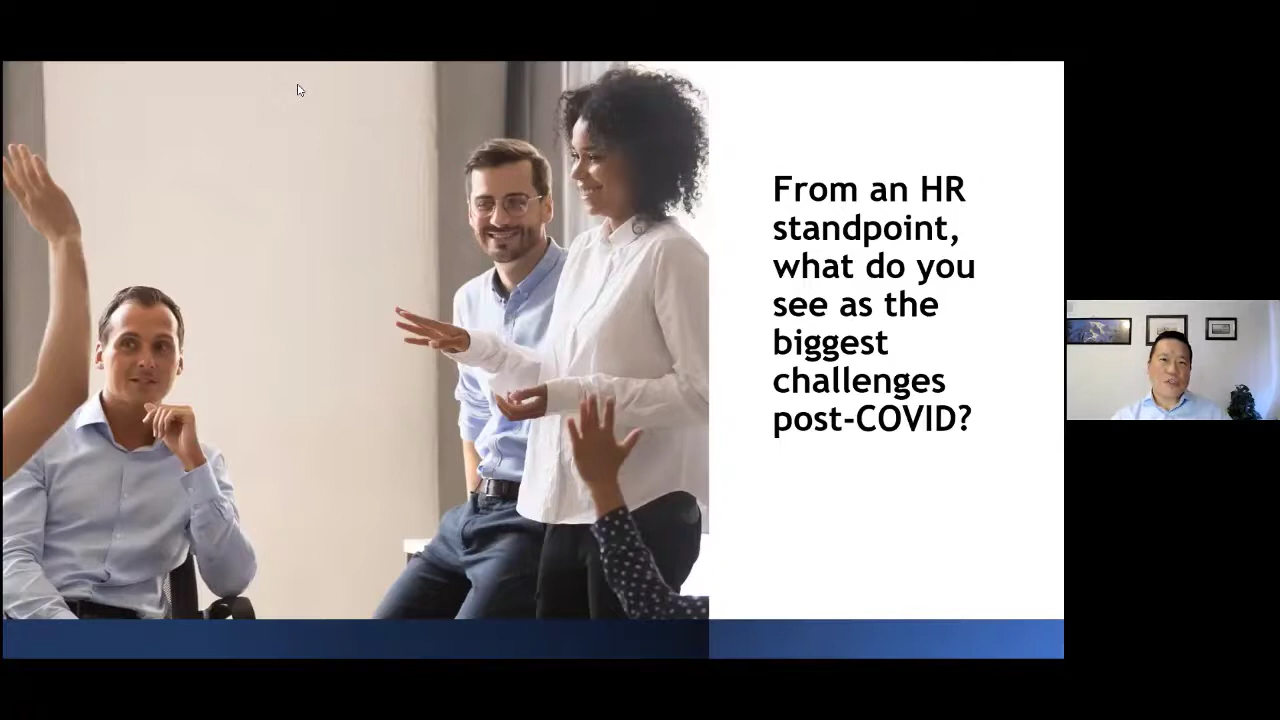 From an HR
standpoint,
what do you
see as the
biggest
challenges
post-COVID?